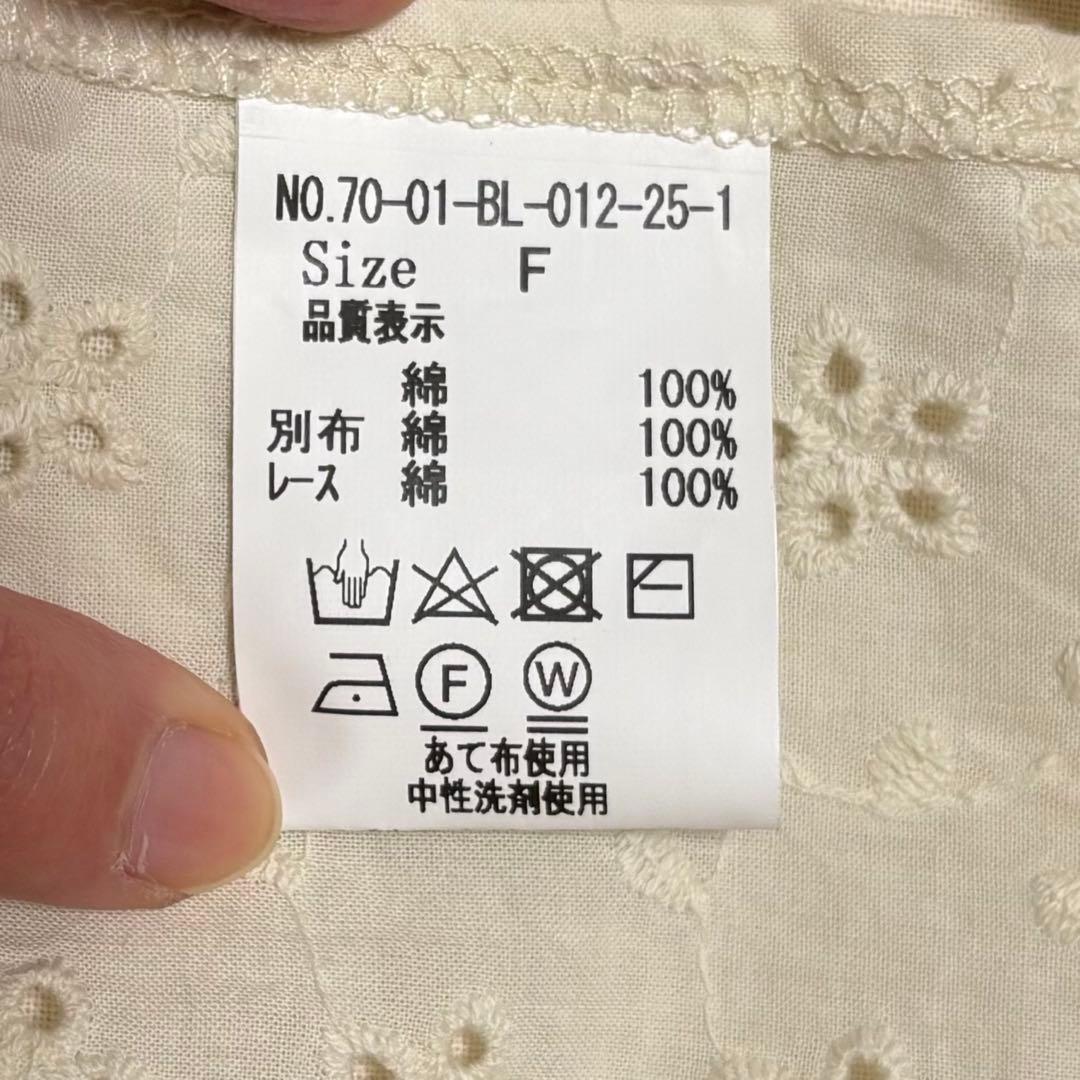 NO.70-01-BL-012-25-1
Size F
品質表示
綿 100%
別布 綿 100%
レース 綿 100%
F W
あて布使用
中性洗剤使用